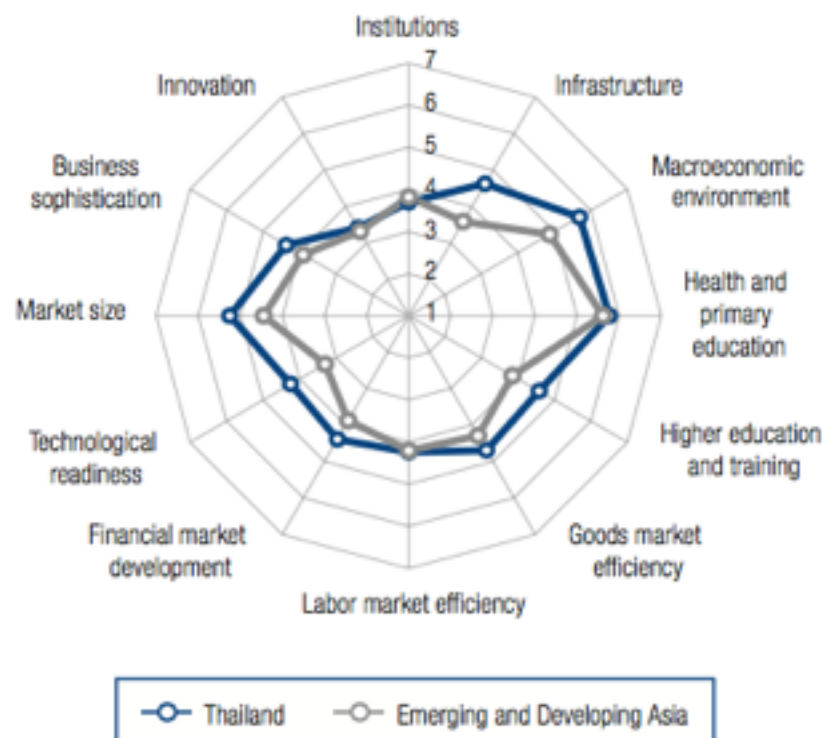 Institutions
7
Innovation
Infrastructure
6
5
Business
sophistication
Macroeconomic
environment
4
3
2
Market size
1
Health and
primary
education
Technological
readiness
Higher education
and training
Financial market
development
Goods market
efficiency
Labor market efficiency
Thailand
Emerging and Developing Asia